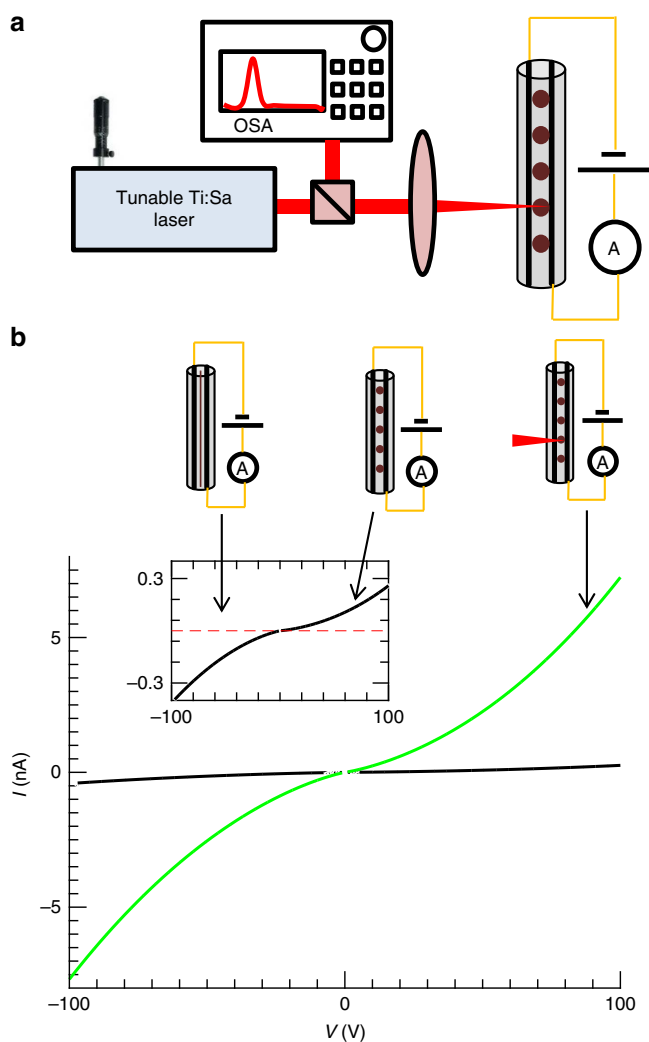 a
OSA
Tunable Ti:Sa
laser
A
b
A
A
A
0.3
−0.3
−100
100
5
0
−5
I (nA)
−100
0
100
V (V)